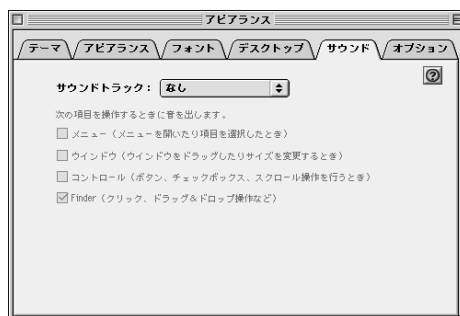 アピアランス
テーマ アピアランス フォント デスクトップ サウンド オプション
?
サウンドトラック： なし
次の項目を操作するときに音を出します。
メニュー（メニューを開いたり項目を選択したとき）
ウインドウ（ウインドウをドラッグしたりサイズを変更するとき）
コントロール（ボタン、チェックボックス、スクロール操作を行うとき）
Finder（クリック、ドラッグ＆ドロップ操作など）